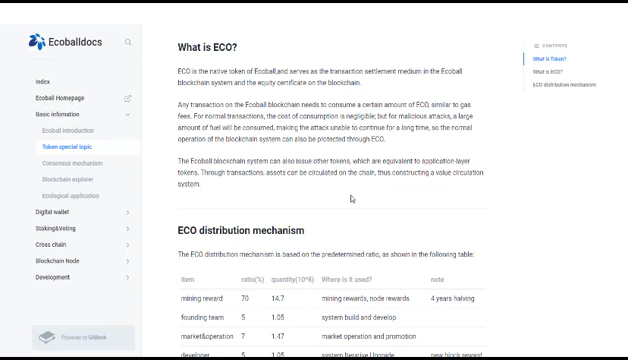 Ecoballdocs
Index
Ecoball Homepage
Basic infomation
Ecoball introduction
Token special topic
Consensus mechanism
Blockchain explorer
Ecological application
Digital wallet
Staking&Voting
Cross chain
Blockchain Node
Development
Powered by GitBook
What is ECO?
ECO is the native token of Ecoball,and serves as the transaction settlement medium in the Ecoball
blockchain system and the equity certificate on the blockchain.
Any transaction on the Ecoball blockchain needs to consume a certain amount of ECO, similar to gas
fees. For normal transactions, the cost of consumption is negligible; but for malicious attacks, a large
amount of fuel will be consumed, making the attack unable to continue for a long time, so the normal
operation of the blockchain system can also be protected through ECO.
The Ecoball blockchain system can also issue other tokens, which are equivalent to application-layer
tokens. Through transactions, assets can be circulated on the chain, thus constructing a value circulation
system.
ECO distribution mechanism
The ECO distribution mechanism is based on the predetermined ratio, as shown in the following table:
item ratio(%) quantity(10^8) Where is it used? note
mining reward 70 14.7 mining rewards, node rewards 4 years halving
founding team 5 1.05 system build and develop
market&operation 7 1.47 market operation and promotion
developer 5 1.05 system Iterative Upgrade new block reward
CONTENTS
What is Token?
What is ECO?
ECO distribution mechanism